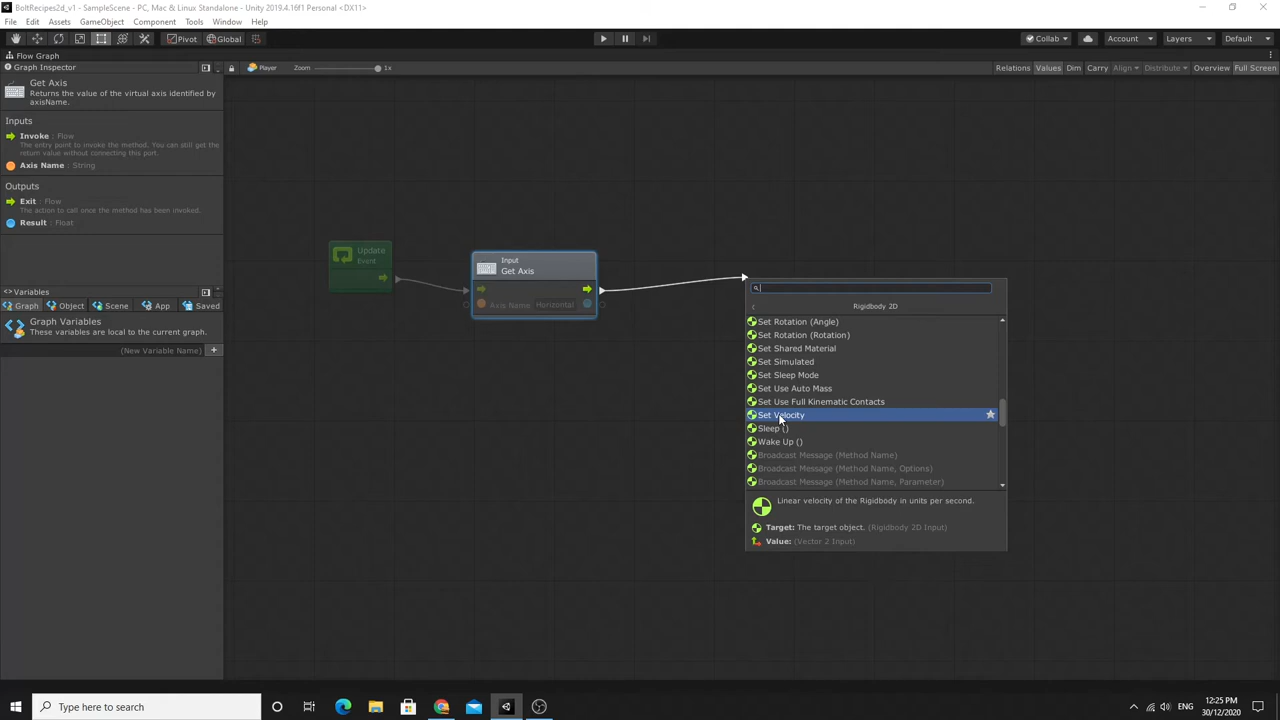 BoltRecipes2d_v1 - SampleScene - PC, Mac & Linux Standalone - Unity 2019.4.16f1 Personal <DX11>
File Edit Assets GameObject Component Tools Window Help
Pivot Global Collab Account Layers Default
Flow Graph
Graph Inspector Player Zoom 1x Relations Values Dim Carry Align Distribute Overview Full Screen
Get Axis
Returns the value of the virtual axis identified by
axisName.
Inputs
Invoke : Flow
The entry point to invoke the method. You can still get the
return value without connecting this port.
Axis Name : String
Outputs
Exit : Flow
The action to call once the method has been invoked.
Result : Float
Variables
Graph Object Scene App Saved
Graph Variables
These variables are local to the current graph.
(New Variable Name)
Update
Event
Input
Get Axis
Axis Name Horizontal
Rigidbody 2D
Set Rotation (Angle)
Set Rotation (Rotation)
Set Shared Material
Set Simulated
Set Sleep Mode
Set Use Auto Mass
Set Use Full Kinematic Contacts
Set Velocity
Sleep ()
Wake Up ()
Broadcast Message (Method Name)
Broadcast Message (Method Name, Options)
Broadcast Message (Method Name, Parameter)
Linear velocity of the Rigidbody in units per second.
Target: The target object. (Rigidbody 2D Input)
Value: (Vector 2 Input)
Type here to search
ENG
12:25 PM
30/12/2020